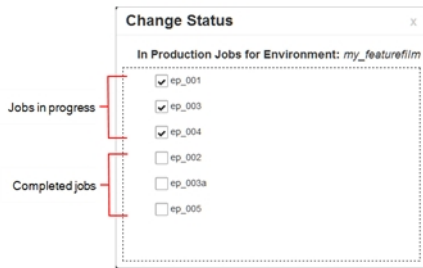 Change Status x
In Production Jobs for Environment: my_featurefilm
ep_001
Jobs in progress
ep_003
ep_004
ep_002
Completed jobs
ep_003a
ep_005